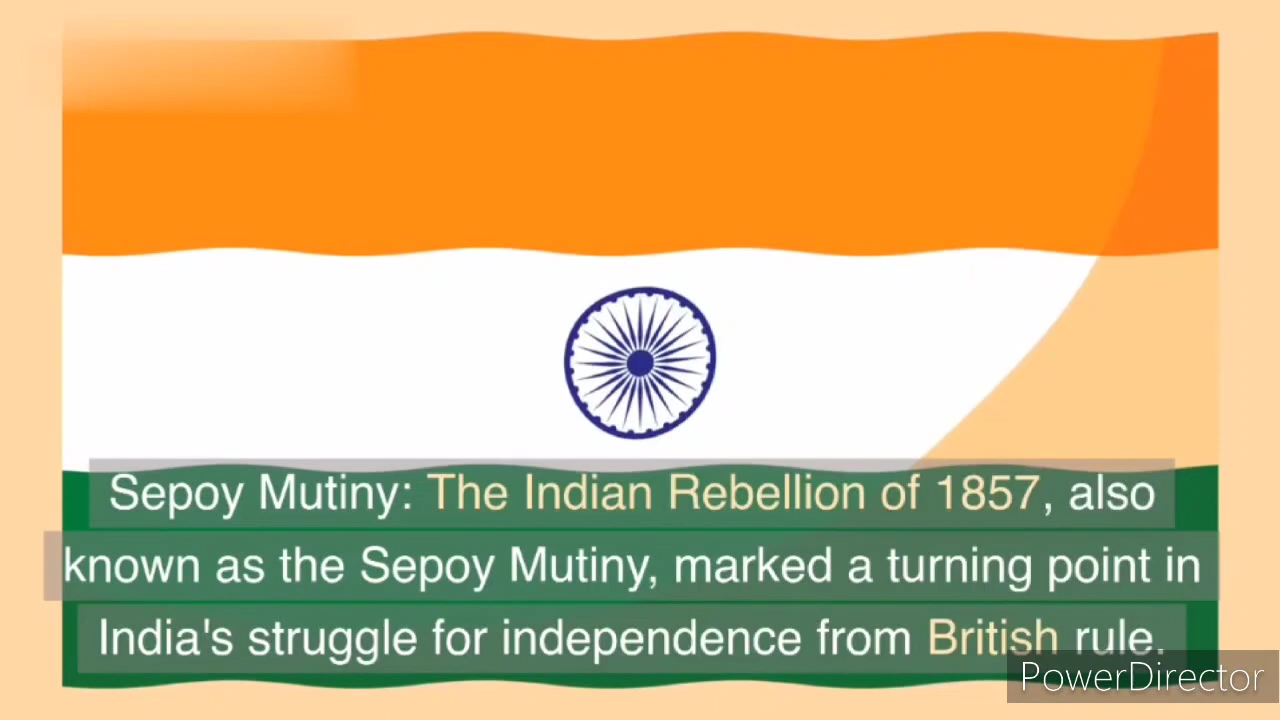 Sepoy Mutiny: The Indian Rebellion of 1857, also
known as the Sepoy Mutiny, marked a turning point in
India's struggle for independence from British rule.
PowerDirector